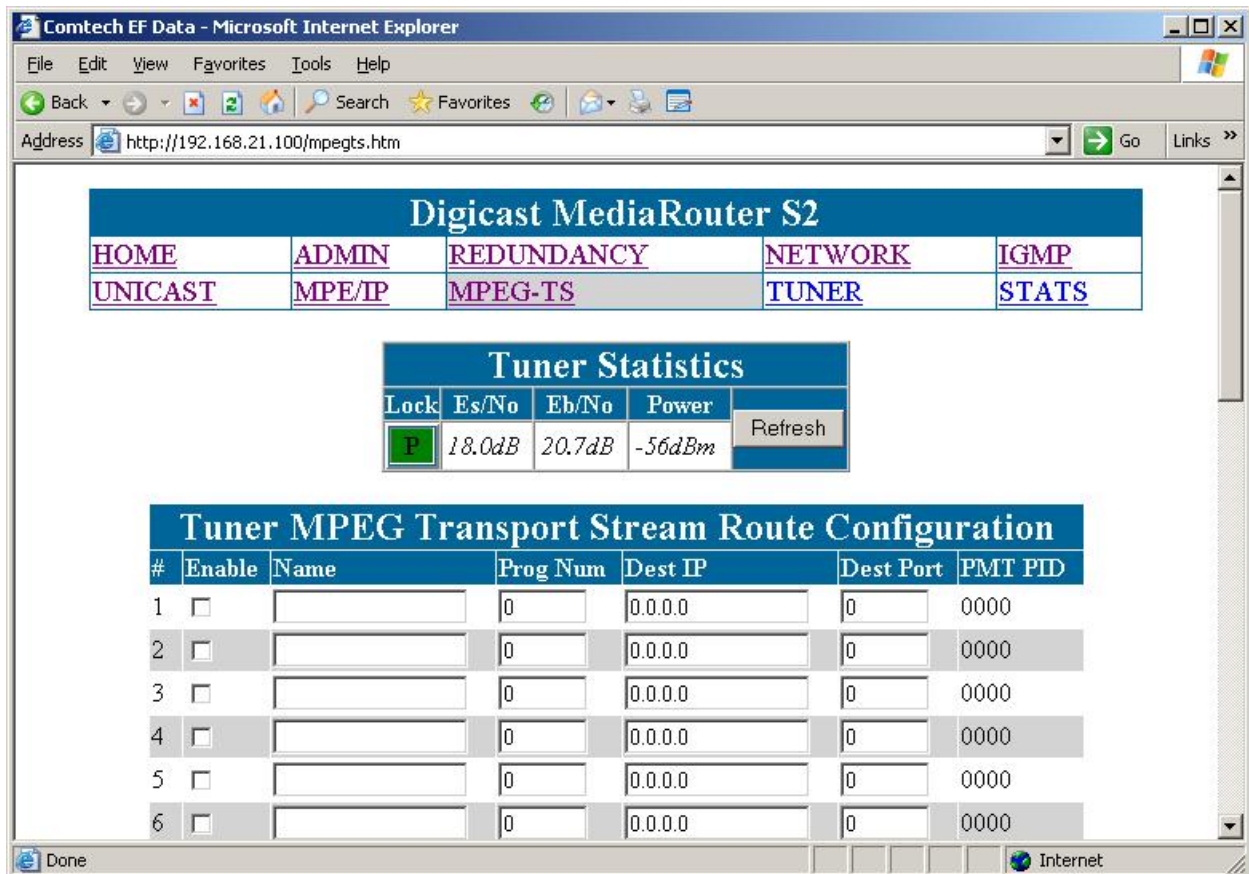 Comtech EF Data - Microsoft Internet Explorer
File Edit View Favorites Tools Help
Back Search Favorites
Address http://192.168.21.100/mpegts.htm Go Links »
Digicast MediaRouter S2
HOME ADMIN REDUNDANCY NETWORK IGMP
UNICAST MPE/IP MPEG-TS TUNER STATS
Tuner Statistics
Lock Es/No Eb/No Power
P 18.0dB 20.7dB -56dBm Refresh
Tuner MPEG Transport Stream Route Configuration
# Enable Name Prog Num Dest IP Dest Port PMT PID
1 0 0.0.0.0 0 0000
2 0 0.0.0.0 0 0000
3 0 0.0.0.0 0 0000
4 0 0.0.0.0 0 0000
5 0 0.0.0.0 0 0000
6 0 0.0.0.0 0 0000
Done Internet